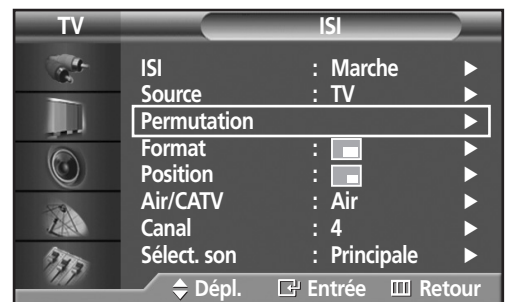 TV ISI
ISI : Marche
Source : TV
Permutation
Format :
Position :
Air/CATV : Air
Canal : 4
Sélect. son : Principale
Dépl. Entrée Retour